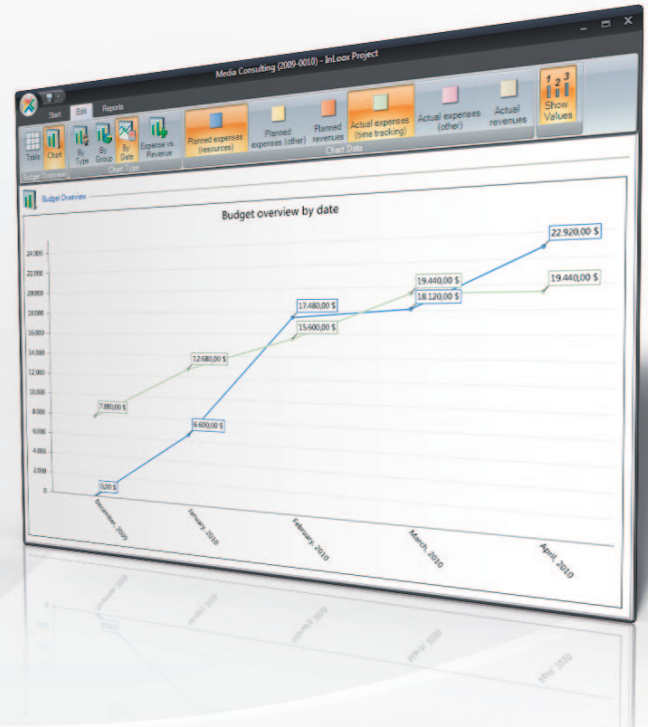 Media Consulting (2009-0010) - InLoox Project
Start Edit Reports
Table
Chart
By Type
By Group
By Date
Expense vs. Revenue
Planned expenses (resources)
Planned expenses (other)
Planned revenues
Actual expenses (time tracking)
Actual expenses (other)
Actual revenues
1 2 3
Show Values
Budget Overview
Chart Type
Chart Data
Budget Overview
Budget overview by date
24.000
22.000
20.000
18.000
16.000
14.000
12.000
10.000
8.000
6.000
4.000
2.000
0
7.880,00 $
12.680,00 $
15.600,00 $
19.440,00 $
19.440,00 $
0,00 $
6.600,00 $
17.480,00 $
18.120,00 $
22.920,00 $
December, 2009
January, 2010
February, 2010
March, 2010
April, 2010